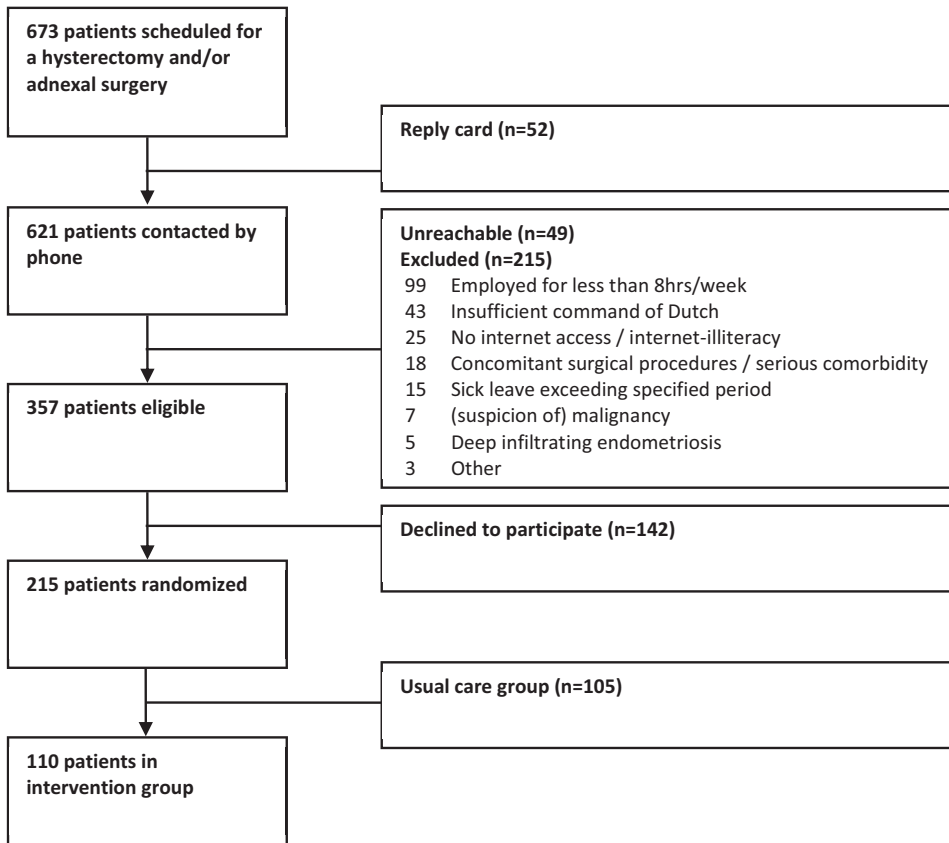 673 patients scheduled for
a hysterectomy and/or
adnexal surgery
Reply card (n=52)
621 patients contacted by
phone
Unreachable (n=49)
Excluded (n=215)
99 Employed for less than 8hrs/week
43 Insufficient command of Dutch
25 No internet access / internet-illiteracy
18 Concomitant surgical procedures / serious comorbidity
15 Sick leave exceeding specified period
7 (suspicion of) malignancy
5 Deep infiltrating endometriosis
3 Other
357 patients eligible
Declined to participate (n=142)
215 patients randomized
Usual care group (n=105)
110 patients in
intervention group